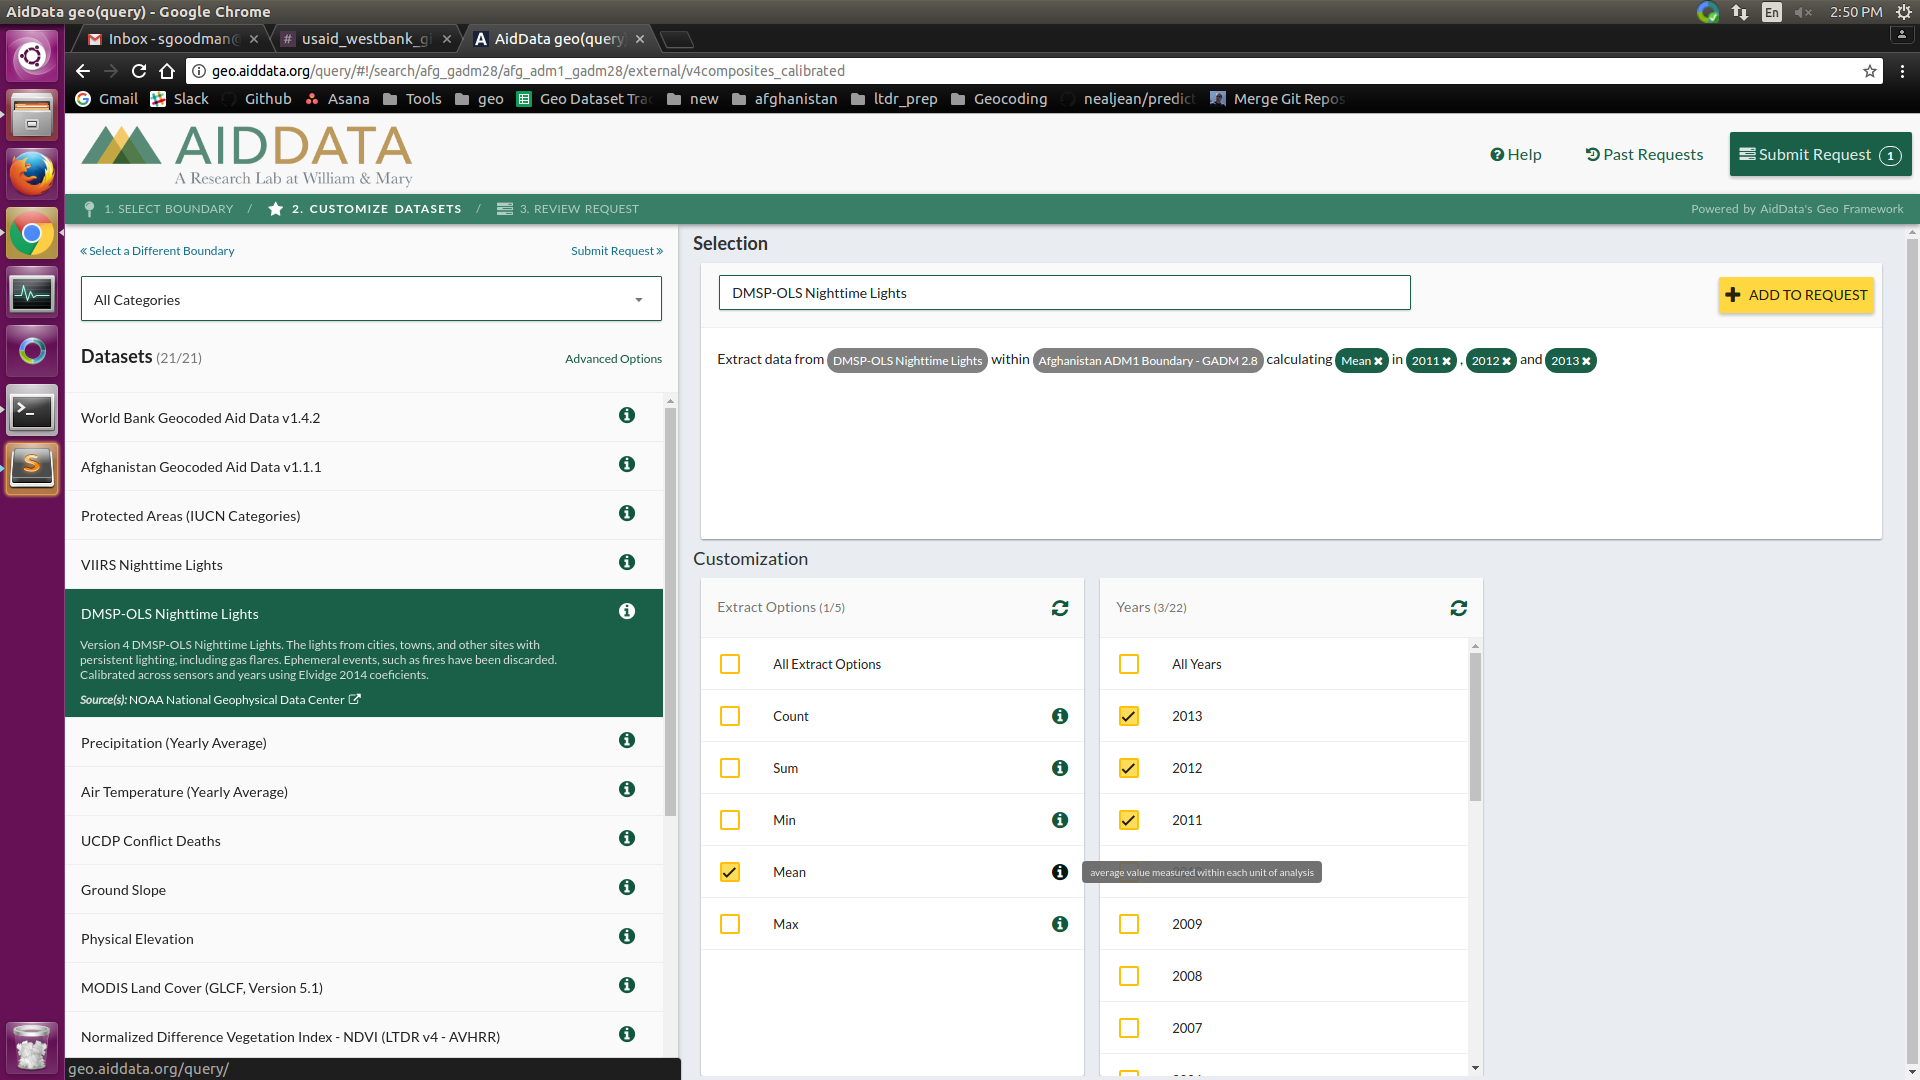 AidData geo(query) - Google Chrome
En
2:50 PM
Inbox - sgoodman@
usaid_westbank_gi
AidData geo(query)
geo.aiddata.org/query/#!/search/afg_gadm28/afg_adm1_gadm28/external/v4composites_calibrated
Gmail
Slack
Github
Asana
Tools
geo
Geo Dataset Trac
new
afghanistan
ltdr_prep
Geocoding
nealjean/predict
Merge Git Repos
AIDDATA
A Research Lab at William & Mary
Help
Past Requests
Submit Request 1
1. SELECT BOUNDARY / 2. CUSTOMIZE DATASETS / 3. REVIEW REQUEST
Powered by AidData's Geo Framework
« Select a Different Boundary
Submit Request »
All Categories
Datasets (21/21)
Advanced Options
World Bank Geocoded Aid Data v1.4.2
Afghanistan Geocoded Aid Data v1.1.1
Protected Areas (IUCN Categories)
VIIRS Nighttime Lights
DMSP-OLS Nighttime Lights
Version 4 DMSP-OLS Nighttime Lights. The lights from cities, towns, and other sites with
persistent lighting, including gas flares. Ephemeral events, such as fires have been discarded.
Calibrated across sensors and years using Elvidge 2014 coeficients.
Source(s): NOAA National Geophysical Data Center
Precipitation (Yearly Average)
Air Temperature (Yearly Average)
UCDP Conflict Deaths
Ground Slope
Physical Elevation
MODIS Land Cover (GLCF, Version 5.1)
Normalized Difference Vegetation Index - NDVI (LTDR v4 - AVHRR)
geo.aiddata.org/query/
Selection
DMSP-OLS Nighttime Lights
ADD TO REQUEST
Extract data from DMSP-OLS Nighttime Lights within Afghanistan ADM1 Boundary - GADM 2.8 calculating Mean in 2011 , 2012 and 2013
Customization
Extract Options (1/5)
All Extract Options
Count
Sum
Min
Mean
Max
average value measured within each unit of analysis
Years (3/22)
All Years
2013
2012
2011
2009
2008
2007